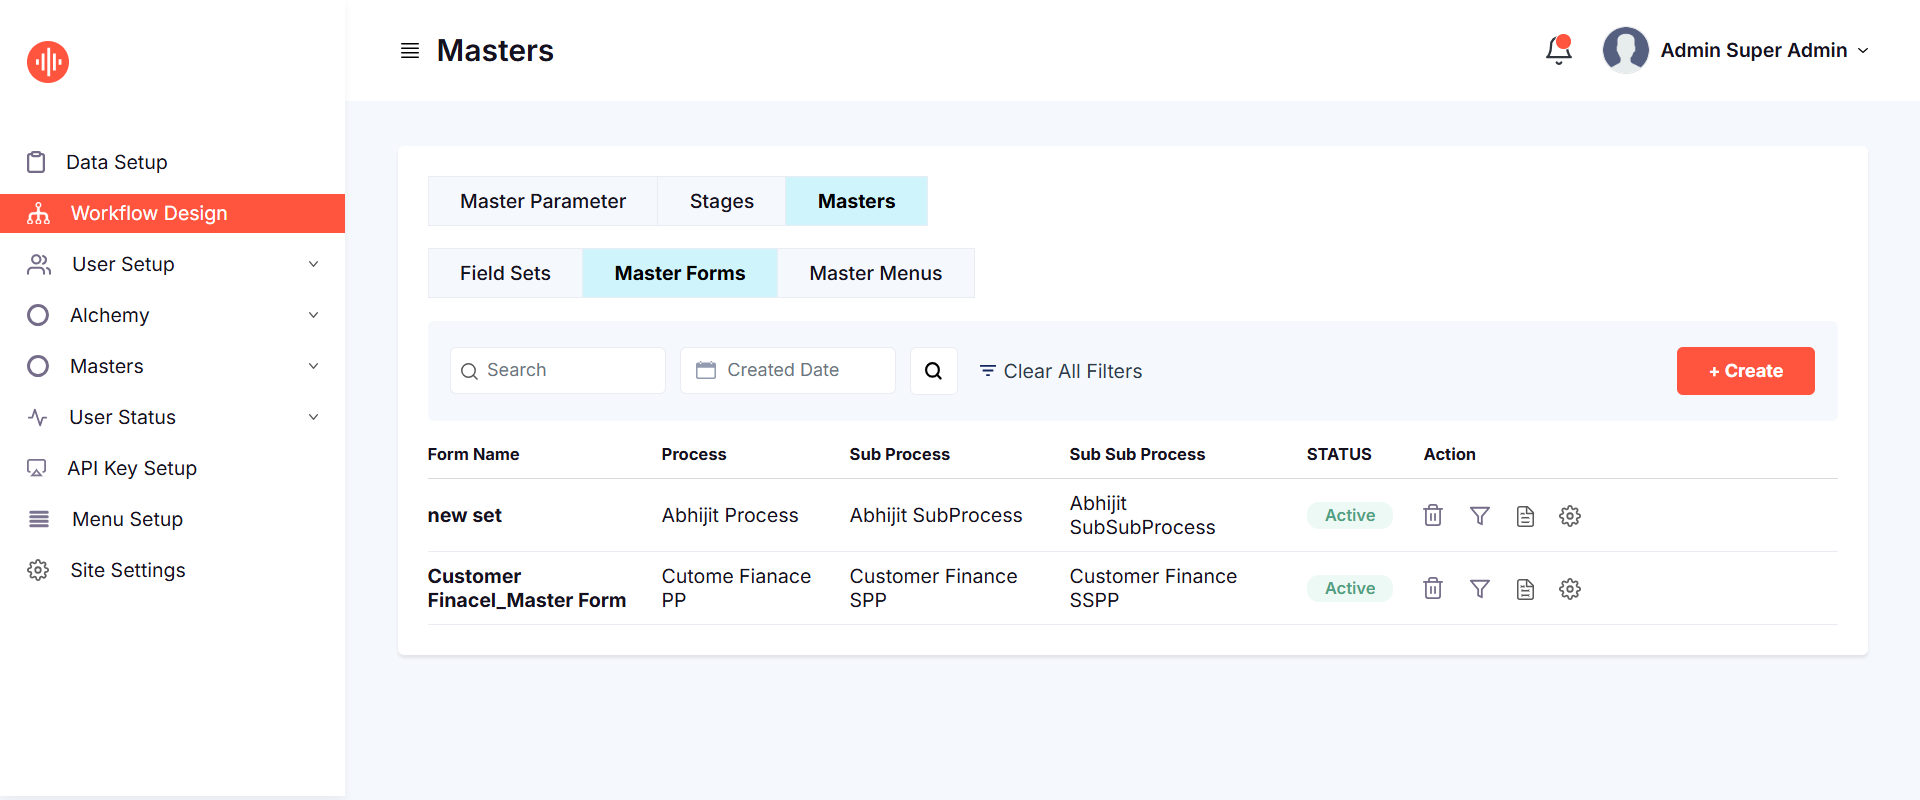 Masters
Admin Super Admin
Data Setup
Workflow Design
User Setup
Alchemy
Masters
User Status
API Key Setup
Menu Setup
Site Settings
Master Parameter Stages Masters
Field Sets Master Forms Master Menus
Search Created Date Clear All Filters + Create
Form Name Process Sub Process Sub Sub Process STATUS Action
new set Abhijit Process Abhijit SubProcess Abhijit
SubSubProcess Active
Customer Cutome Fianace Customer Finance Customer Finance
Finacel_Master Form PP SPP SSPP Active